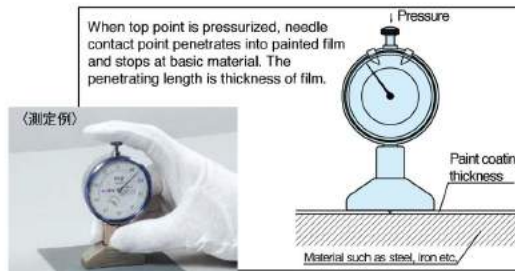 When top point is pressurized, needle
contact point penetrates into painted film
and stops at basic material. The
penetrating length is thickness of film.
↓Pressure
〈測定例〉
Paint coating
thickness
Material such as steel, iron etc,